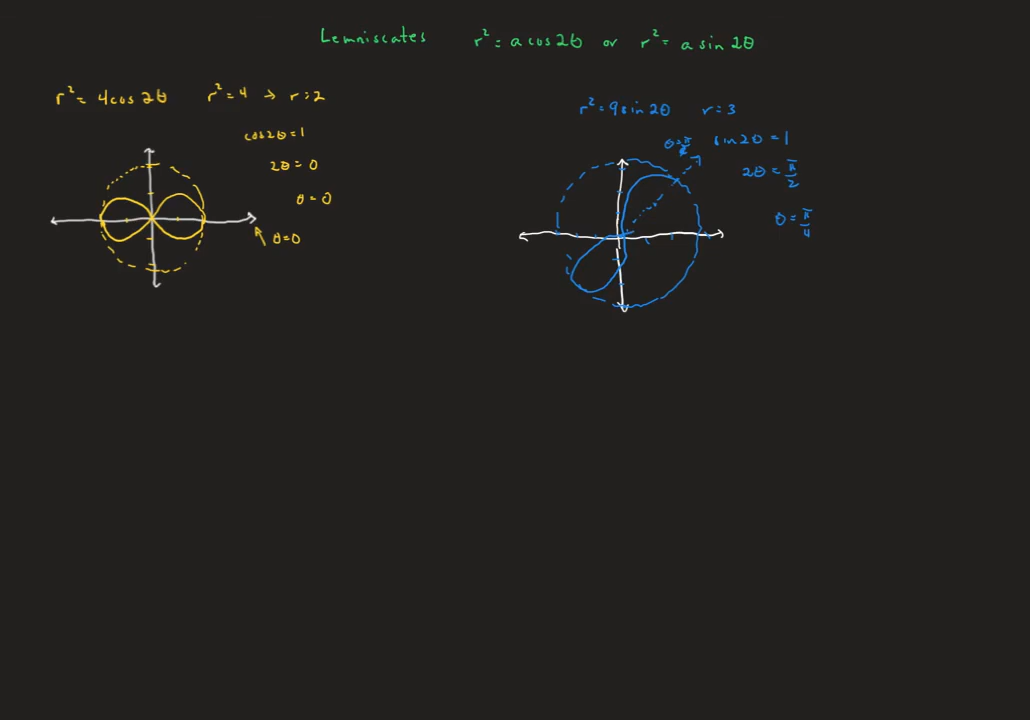 Lemniscates r² = a cos 2θ or r² = a sin 2θ
r² = 4cos 2θ r² = 4 → r = 2
cos 2θ = 1
2θ = 0
θ = 0
θ = 0
r² = 9 sin 2θ r = 3
sin 2θ = 1
2θ = π/2
θ = π/4